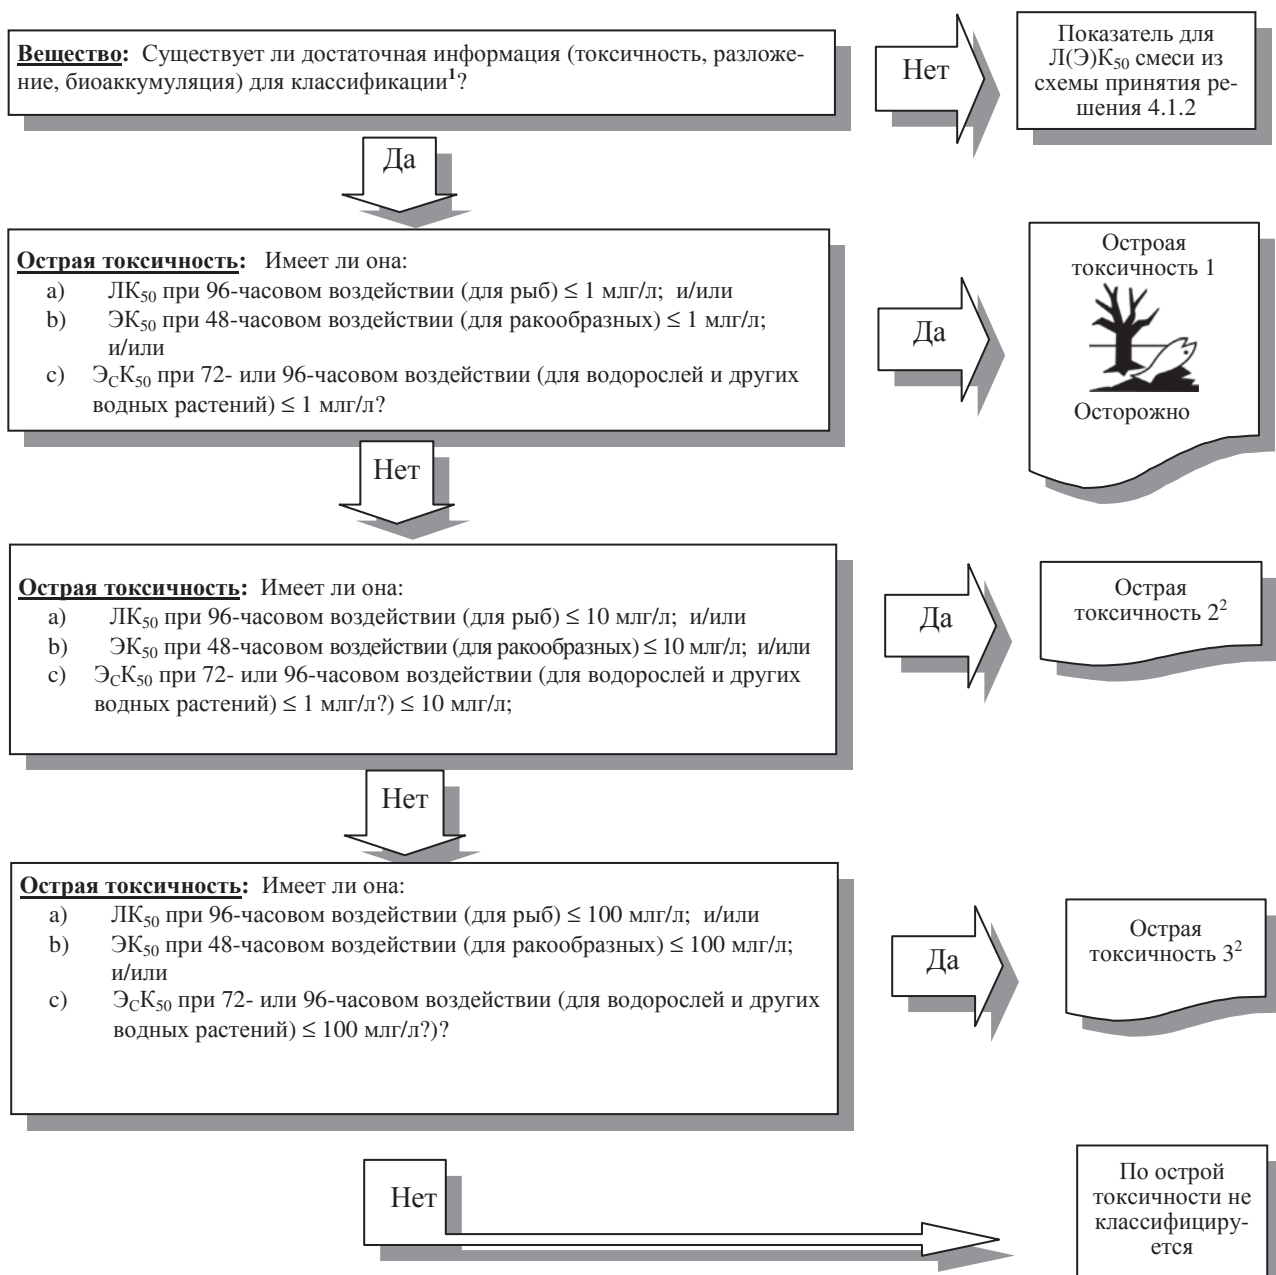 Вещество: Существует ли достаточная информация (токсичность, разложе-
ние, биоаккумуляция) для классификации¹?
Нет
Показатель для
Л(Э)К₅₀ смеси из
схемы принятия ре-
шения 4.1.2
Да
Острая токсичность: Имеет ли она:
a) ЛК₅₀ при 96-часовом воздействии (для рыб) ≤ 1 млг/л; и/или
b) ЭК₅₀ при 48-часовом воздействии (для ракообразных) ≤ 1 млг/л;
и/или
c) Э_СК₅₀ при 72- или 96-часовом воздействии (для водорослей и других
водных растений) ≤ 1 млг/л?
Да
Остроая
токсичность 1
Осторожно
Нет
Острая токсичность: Имеет ли она:
a) ЛК₅₀ при 96-часовом воздействии (для рыб) ≤ 10 млг/л; и/или
b) ЭК₅₀ при 48-часовом воздействии (для ракообразных) ≤ 10 млг/л; и/или
c) Э_СК₅₀ при 72- или 96-часовом воздействии (для водорослей и других
водных растений) ≤ 1 млг/л?) ≤ 10 млг/л;
Да
Острая
токсичность 2²
Нет
Острая токсичность: Имеет ли она:
a) ЛК₅₀ при 96-часовом воздействии (для рыб) ≤ 100 млг/л; и/или
b) ЭК₅₀ при 48-часовом воздействии (для ракообразных) ≤ 100 млг/л;
и/или
c) Э_СК₅₀ при 72- или 96-часовом воздействии (для водорослей и других
водных растений) ≤ 100 млг/л?)?
Да
Острая
токсичность 3²
Нет
По острой
токсичности не
классифициру-
ется